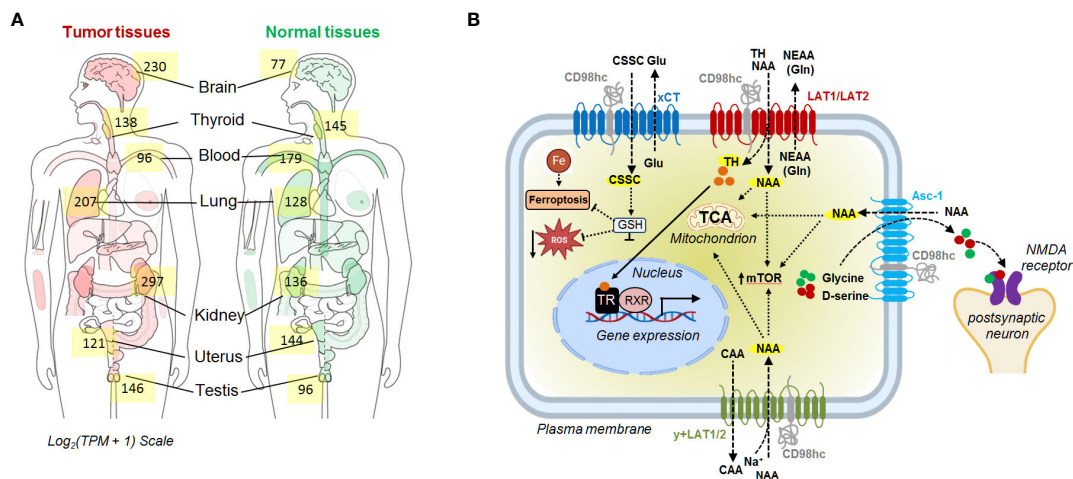 A
Tumor tissues
Normal tissues
230
77
Brain
138
Thyroid
145
96
Blood
179
207
Lung
128
297
136
Kidney
121
Uterus
144
146
Testis
96
Log2(TPM + 1) Scale
B
CSSC Glu
CD98hc
xCT
TH
NAA
NEAA
(Gln)
CD98hc
LAT1/LAT2
Fe
Glu
CSSC
TH
NAA
NEAA
(Gln)
Ferroptosis
GSH
ROS
TCA
Mitochondrion
NAA
Asc-1
NAA
NMDA
receptor
CD98hc
Nucleus
mTOR
Glycine
D-serine
TR
RXR
Gene expression
postsynaptic
neuron
CAA
NAA
Plasma membrane
y+LAT1/2
CD98hc
CAA
Na+
NAA